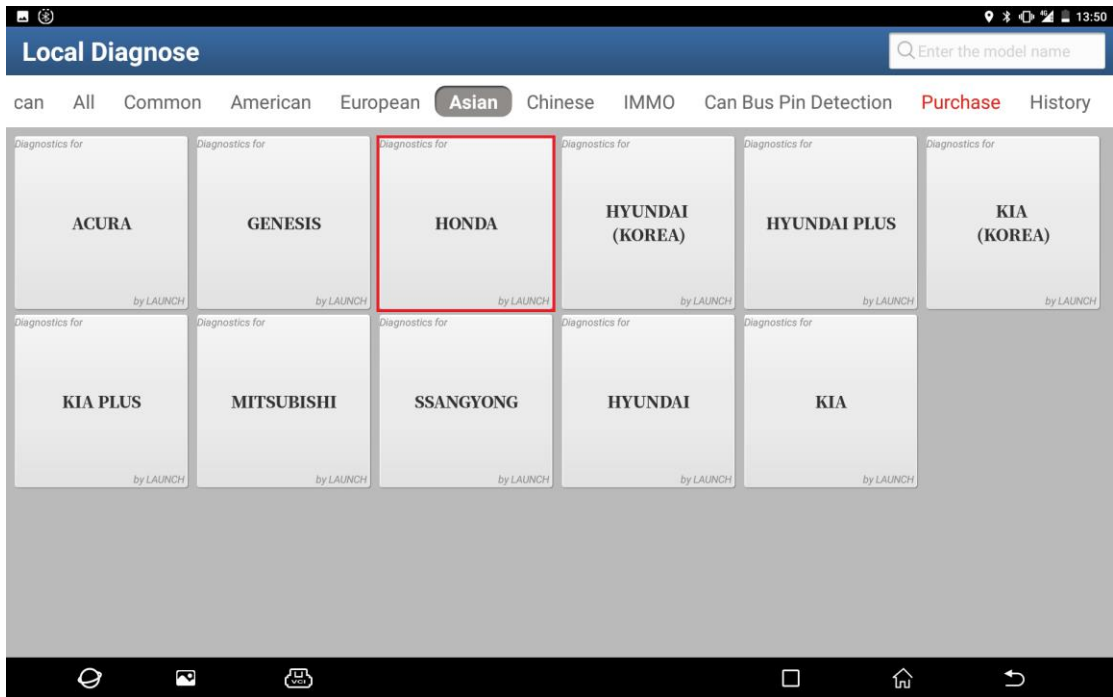 4G 13:50
Local Diagnose
Enter the model name
can All Common American European Asian Chinese IMMO Can Bus Pin Detection Purchase History
Diagnostics for Diagnostics for Diagnostics for Diagnostics for Diagnostics for Diagnostics for
ACURA GENESIS HONDA HYUNDAI (KOREA) HYUNDAI PLUS KIA (KOREA)
by LAUNCH by LAUNCH by LAUNCH by LAUNCH by LAUNCH by LAUNCH
Diagnostics for Diagnostics for Diagnostics for Diagnostics for Diagnostics for
KIA PLUS MITSUBISHI SSANGYONG HYUNDAI KIA
by LAUNCH by LAUNCH by LAUNCH by LAUNCH by LAUNCH
VCI